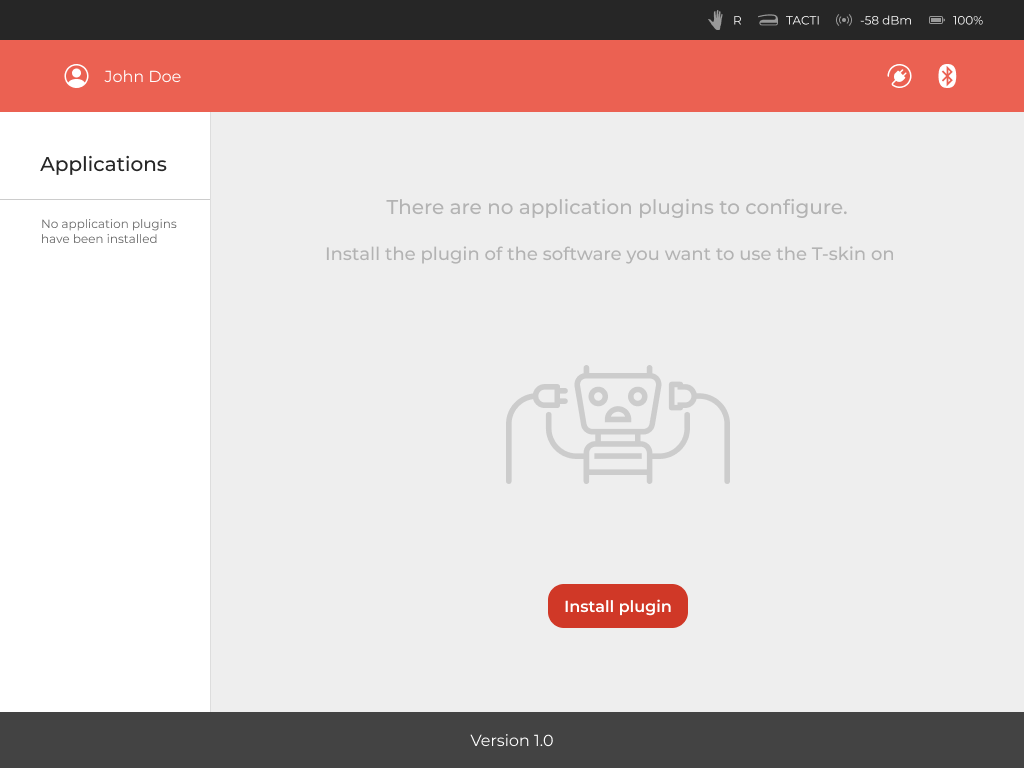 R TACTI -58 dBm 100%
John Doe
Applications
No application plugins
have been installed
There are no application plugins to configure.
Install the plugin of the software you want to use the T-skin on
Install plugin
Version 1.0